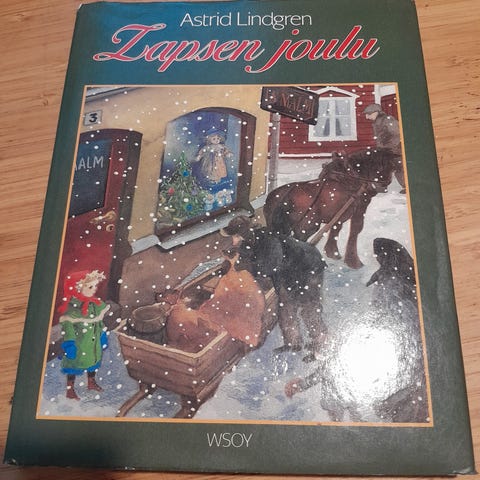 Astrid Lindgren
Lapsen joulu
3
ALM
WSOY